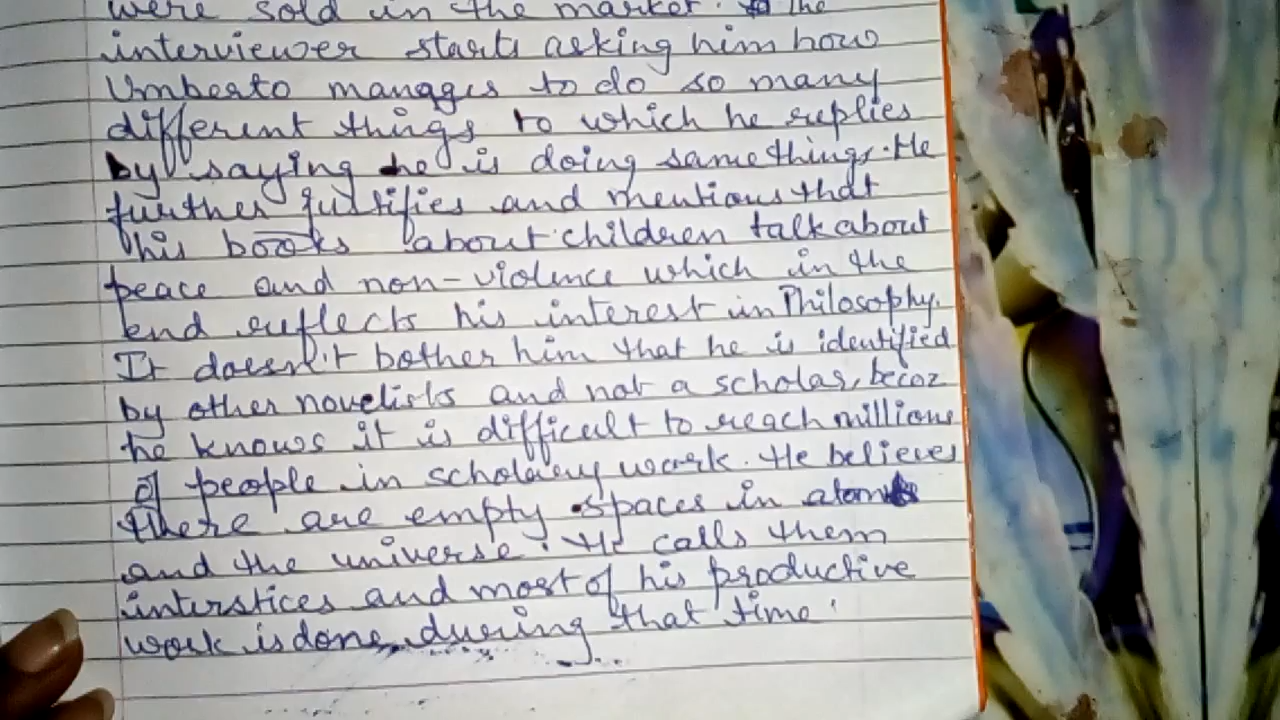 were sold in the market. The
interviewer starts asking him how
Umberto manages to do so many
different things to which he replies
by saying he is doing same things. He
further justifies and mentions that
his books about children talk about
peace and non-violence which in the
end reflects his interest in Philosophy.
It doesn't bother him that he is identified
by other novelists and not a scholar, becoz
he knows it is difficult to reach millions
of people in scholarly work. He believes
there are empty spaces in atom
and the universe. He calls them
interstices and most of his productive
work is done during that time.